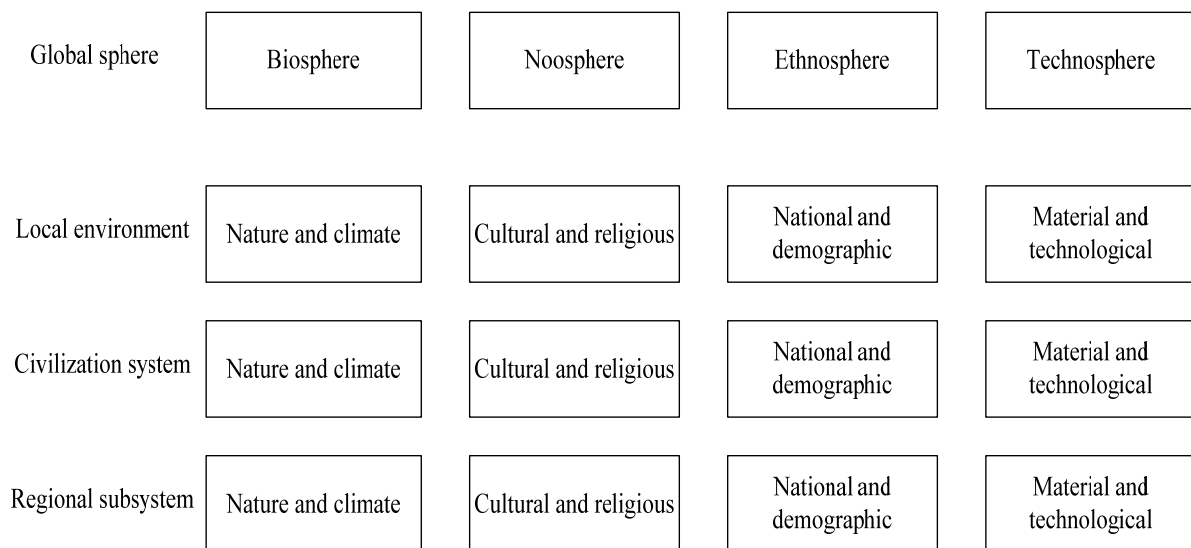 Global sphere
Biosphere
Noosphere
Ethnosphere
Technosphere
Local environment
Nature and climate
Cultural and religious
National and
demographic
Material and
technological
Civilization system
Nature and climate
Cultural and religious
National and
demographic
Material and
technological
Regional subsystem
Nature and climate
Cultural and religious
National and
demographic
Material and
technological